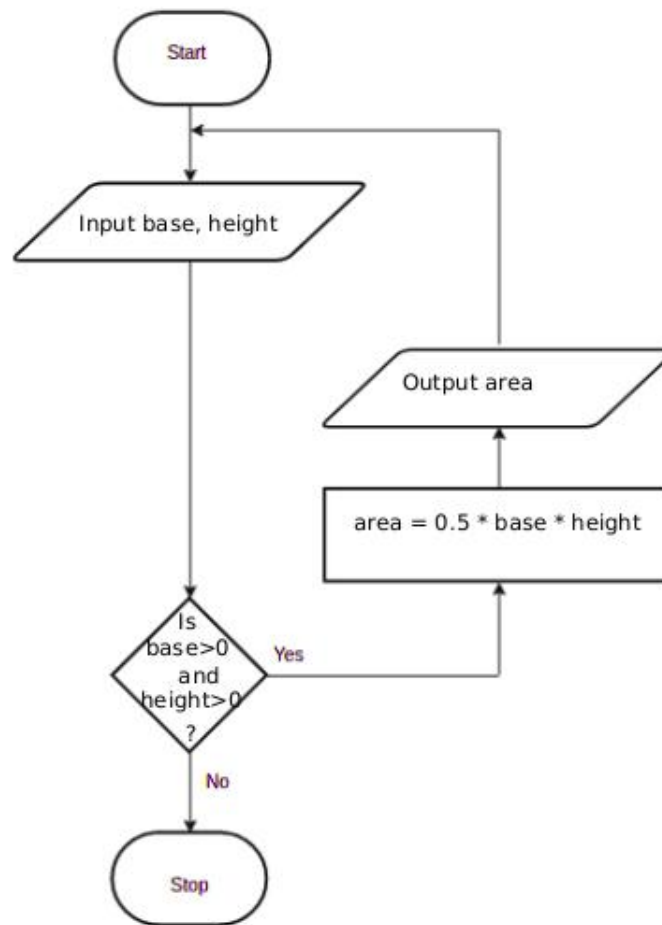 Start
Input base, height
Output area
area = 0.5 * base * height
Is
base>0
and
height>0
?
Yes
No
Stop